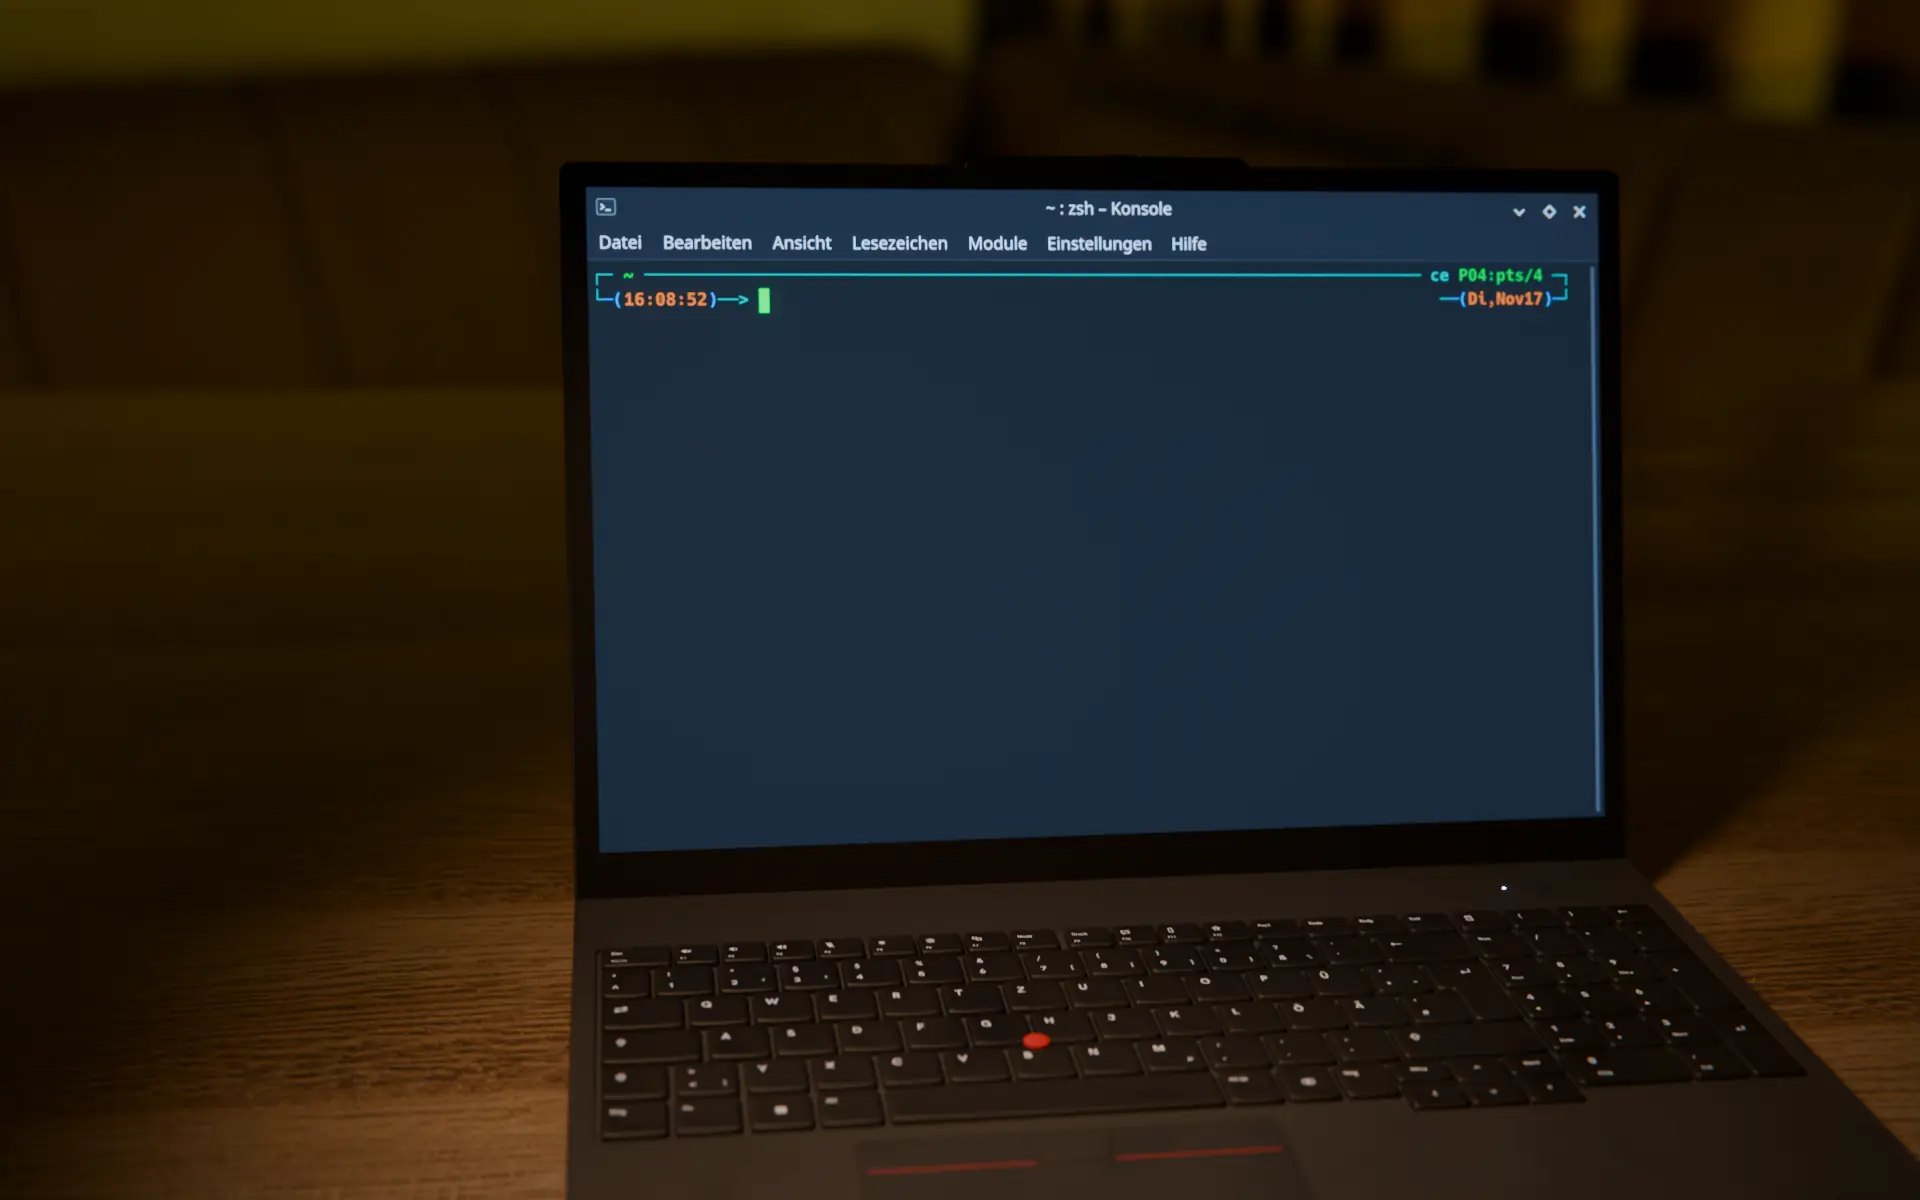 ~ : zsh – Konsole
Datei Bearbeiten Ansicht Lesezeichen Module Einstellungen Hilfe
~ ce P04:pts/4
(16:08:52)—> —(Di,Nov17)
Q W E R T Z U I O P Ü
A S D F G H J K L Ö Ä
Y X C V B N M